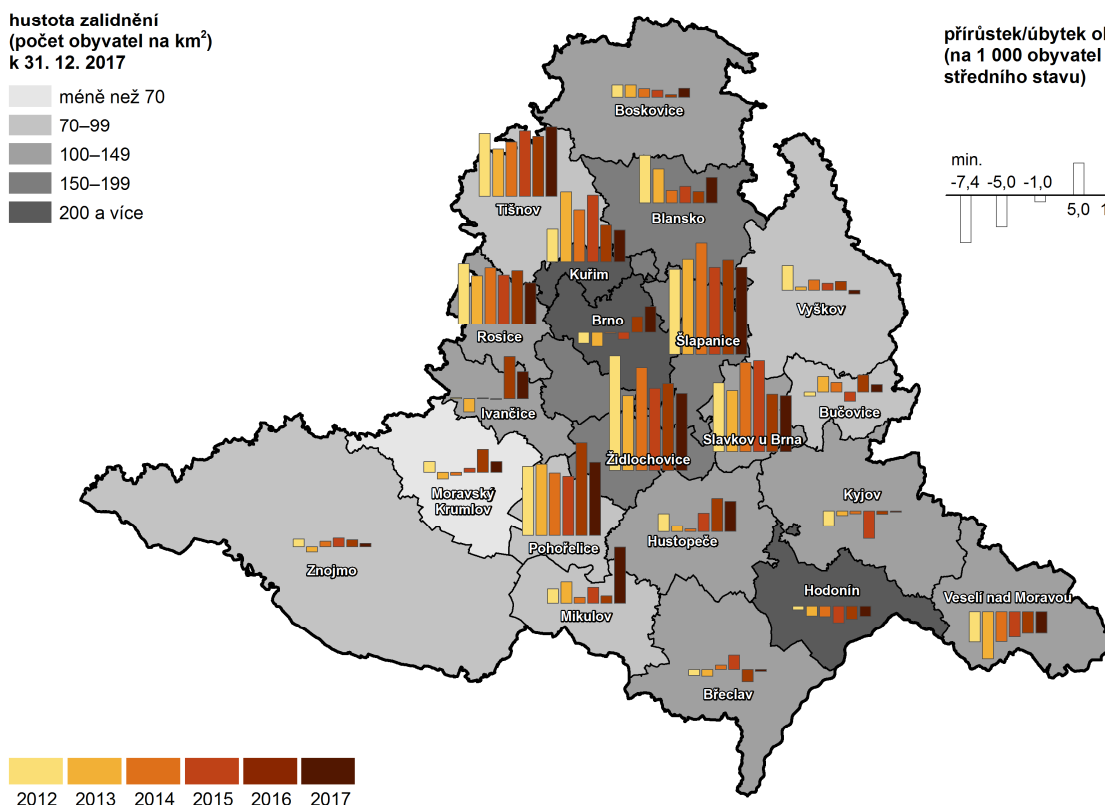 hustota zalidnění
(počet obyvatel na km²)
k 31. 12. 2017
méně než 70
70–99
100–149
150–199
200 a více
přírůstek/úbytek
(na 1 000 obyvatel
středního stavu)
min.
-7,4 -5,0 -1,0
5,0
Boskovice
Tišnov
Blansko
Kuřim
Vyškov
Brno
Rosice
Šlapanice
Ivančice
Bučovice
Slavkov u Brna
Židlochovice
Moravský
Krumlov
Kyjov
Pohořelice
Hustopeče
Znojmo
Hodonín
Veselí nad Moravou
Mikulov
Břeclav
2012 2013 2014 2015 2016 2017